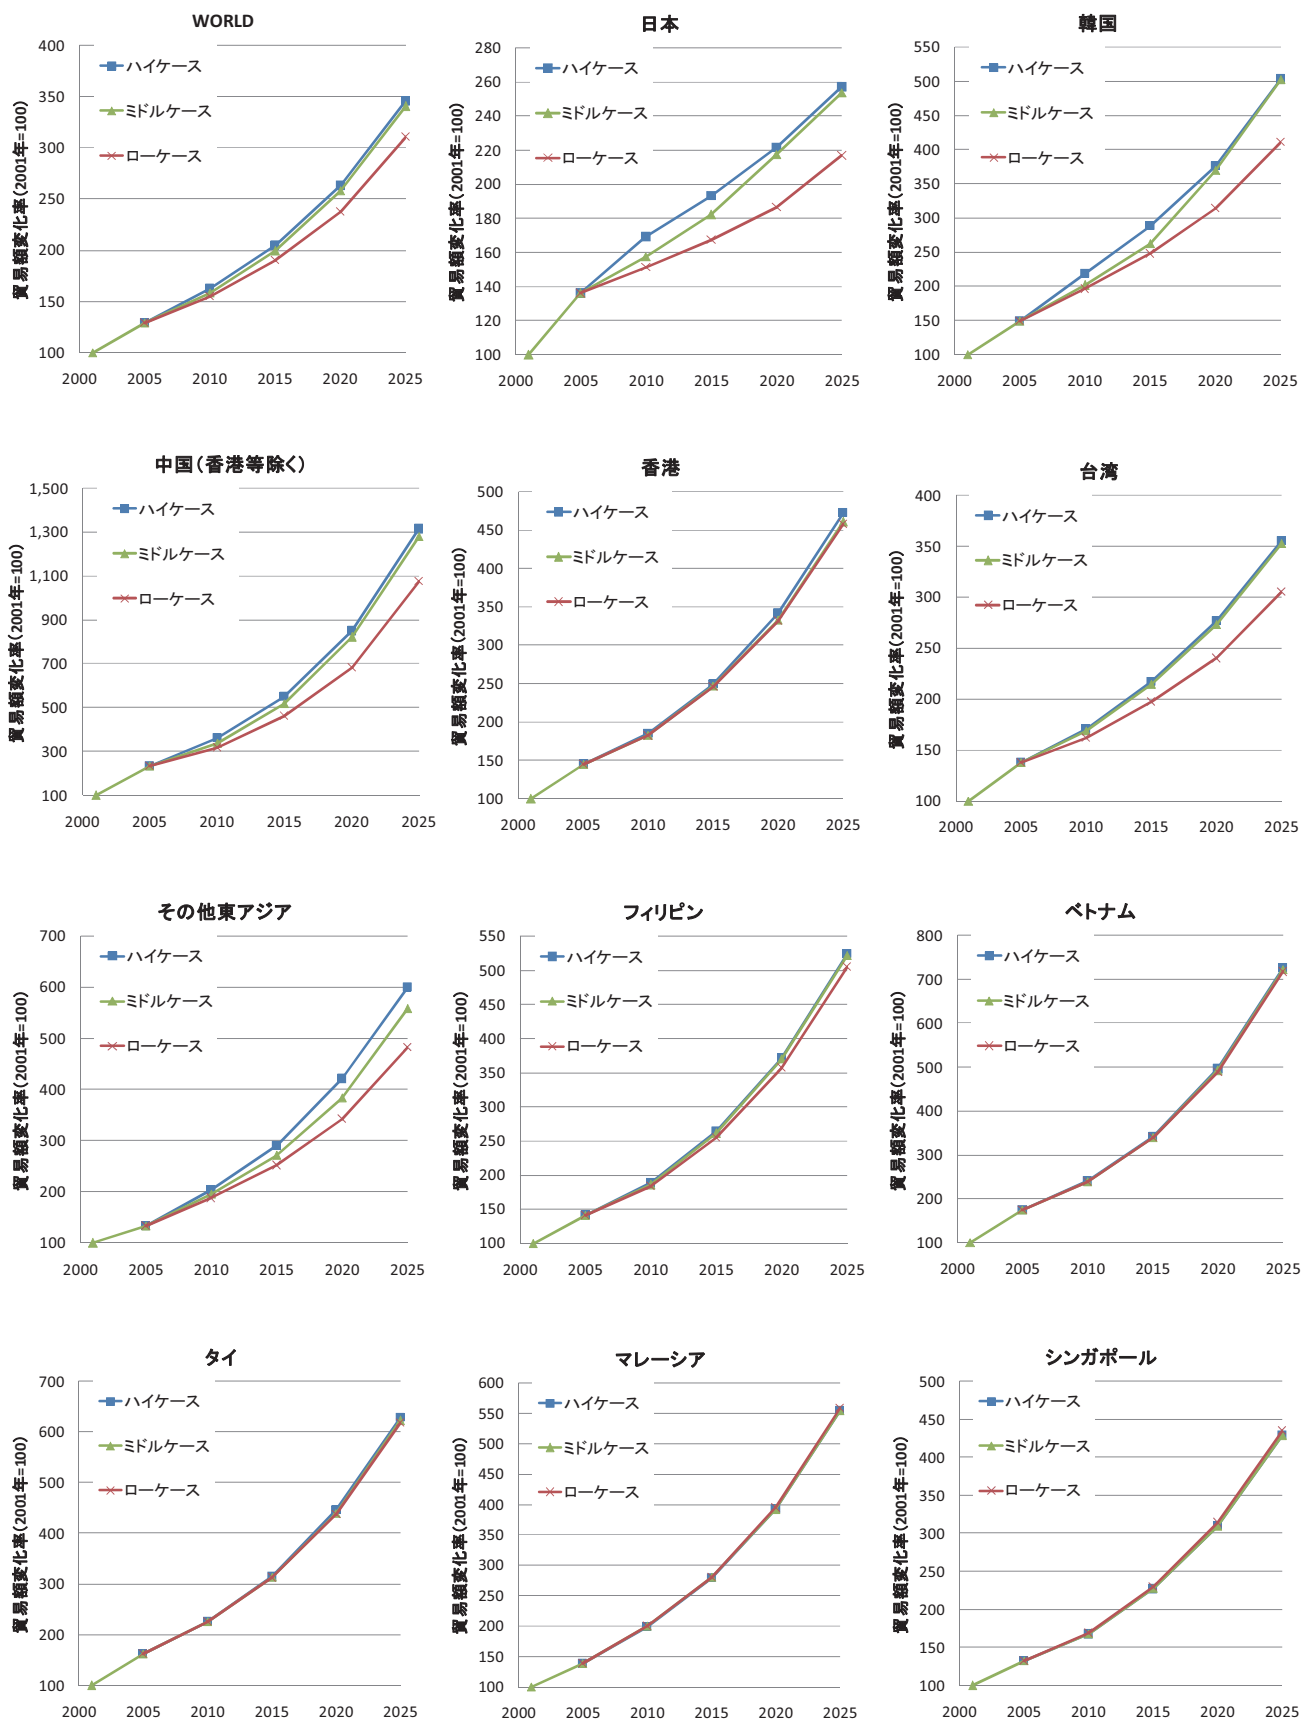 WORLD
貿易額変化率(2001年=100)
400
350
300
250
200
150
100
ハイケース
ミドルケース
ローケース
2000 2005 2010 2015 2020 2025
日本
貿易額変化率(2001年=100)
280
260
240
220
200
180
160
140
120
100
ハイケース
ミドルケース
ローケース
2000 2005 2010 2015 2020 2025
韓国
貿易額変化率(2001年=100)
550
500
450
400
350
300
250
200
150
100
ハイケース
ミドルケース
ローケース
2000 2005 2010 2015 2020 2025
中国(香港等除く)
貿易額変化率(2001年=100)
1,500
1,300
1,100
900
700
500
300
100
ハイケース
ミドルケース
ローケース
2000 2005 2010 2015 2020 2025
香港
貿易額変化率(2001年=100)
500
450
400
350
300
250
200
150
100
ハイケース
ミドルケース
ローケース
2000 2005 2010 2015 2020 2025
台湾
貿易額変化率(2001年=100)
400
350
300
250
200
150
100
ハイケース
ミドルケース
ローケース
2000 2005 2010 2015 2020 2025
その他東アジア
貿易額変化率(2001年=100)
700
600
500
400
300
200
100
ハイケース
ミドルケース
ローケース
2000 2005 2010 2015 2020 2025
フィリピン
貿易額変化率(2001年=100)
550
500
450
400
350
300
250
200
150
100
ハイケース
ミドルケース
ローケース
2000 2005 2010 2015 2020 2025
ベトナム
貿易額変化率(2001年=100)
800
700
600
500
400
300
200
100
ハイケース
ミドルケース
ローケース
2000 2005 2010 2015 2020 2025
タイ
貿易額変化率(2001年=100)
700
600
500
400
300
200
100
ハイケース
ミドルケース
ローケース
2000 2005 2010 2015 2020 2025
マレーシア
貿易額変化率(2001年=100)
600
550
500
450
400
350
300
250
200
150
100
ハイケース
ミドルケース
ローケース
2000 2005 2010 2015 2020 2025
シンガポール
貿易額変化率(2001年=100)
500
450
400
350
300
250
200
150
100
ハイケース
ミドルケース
ローケース
2000 2005 2010 2015 2020 2025